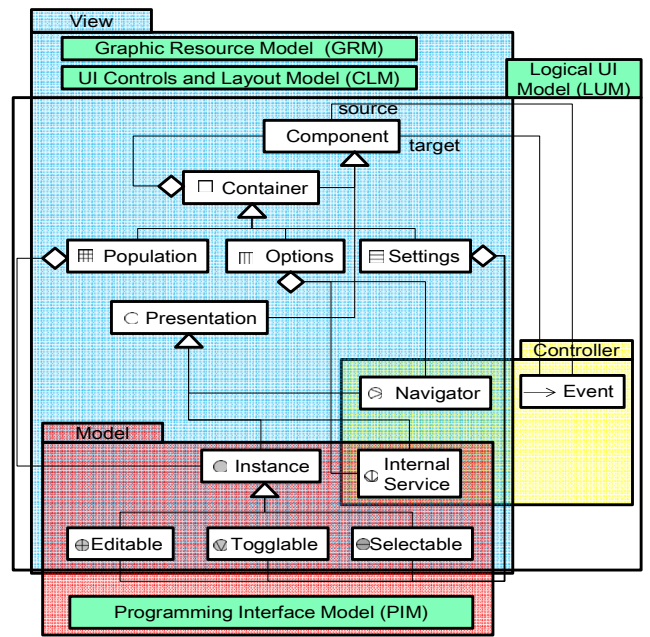 View
Graphic Resource Model (GRM)
UI Controls and Layout Model (CLM)
Logical UI
Model (LUM)
source
Component
target
Container
Population
Options
Settings
Presentation
Controller
Navigator
Event
Model
Instance
Internal
Service
Editable
Togglable
Selectable
Programming Interface Model (PIM)